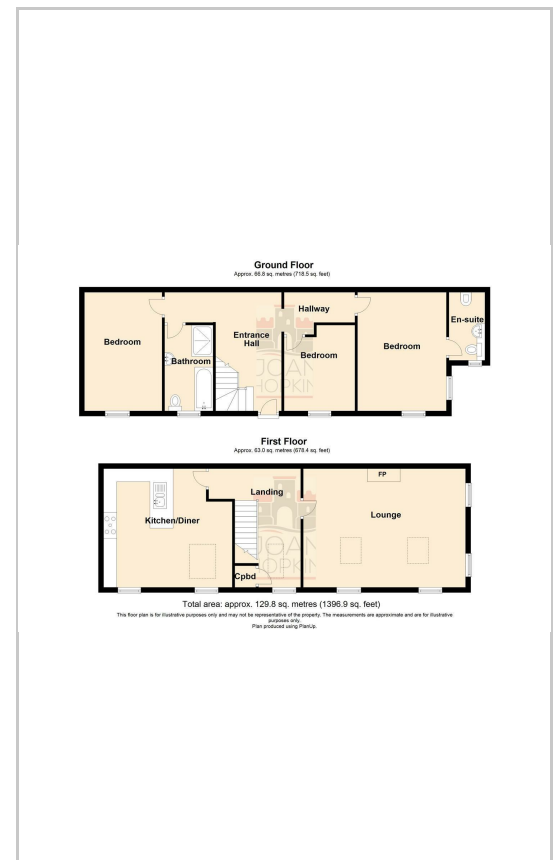 Ground Floor
Approx. 66.8 sq. metres (718.5 sq. feet)
Hallway
En-suite
Bedroom
Entrance
Hall
Bathroom
Bedroom
Bedroom
JOAN
HOPKIN
First Floor
Approx. 63.0 sq. metres (678.4 sq. feet)
FP
Landing
Kitchen/Diner
Lounge
JOAN
HOPKIN
Cpbd
Total area: approx. 129.8 sq. metres (1396.9 sq. feet)
This floor plan is for illustrative purposes only and may not be representative of the property. The measurements are approximate and are for illustrative
purposes only.
Plan produced using PlanUp.